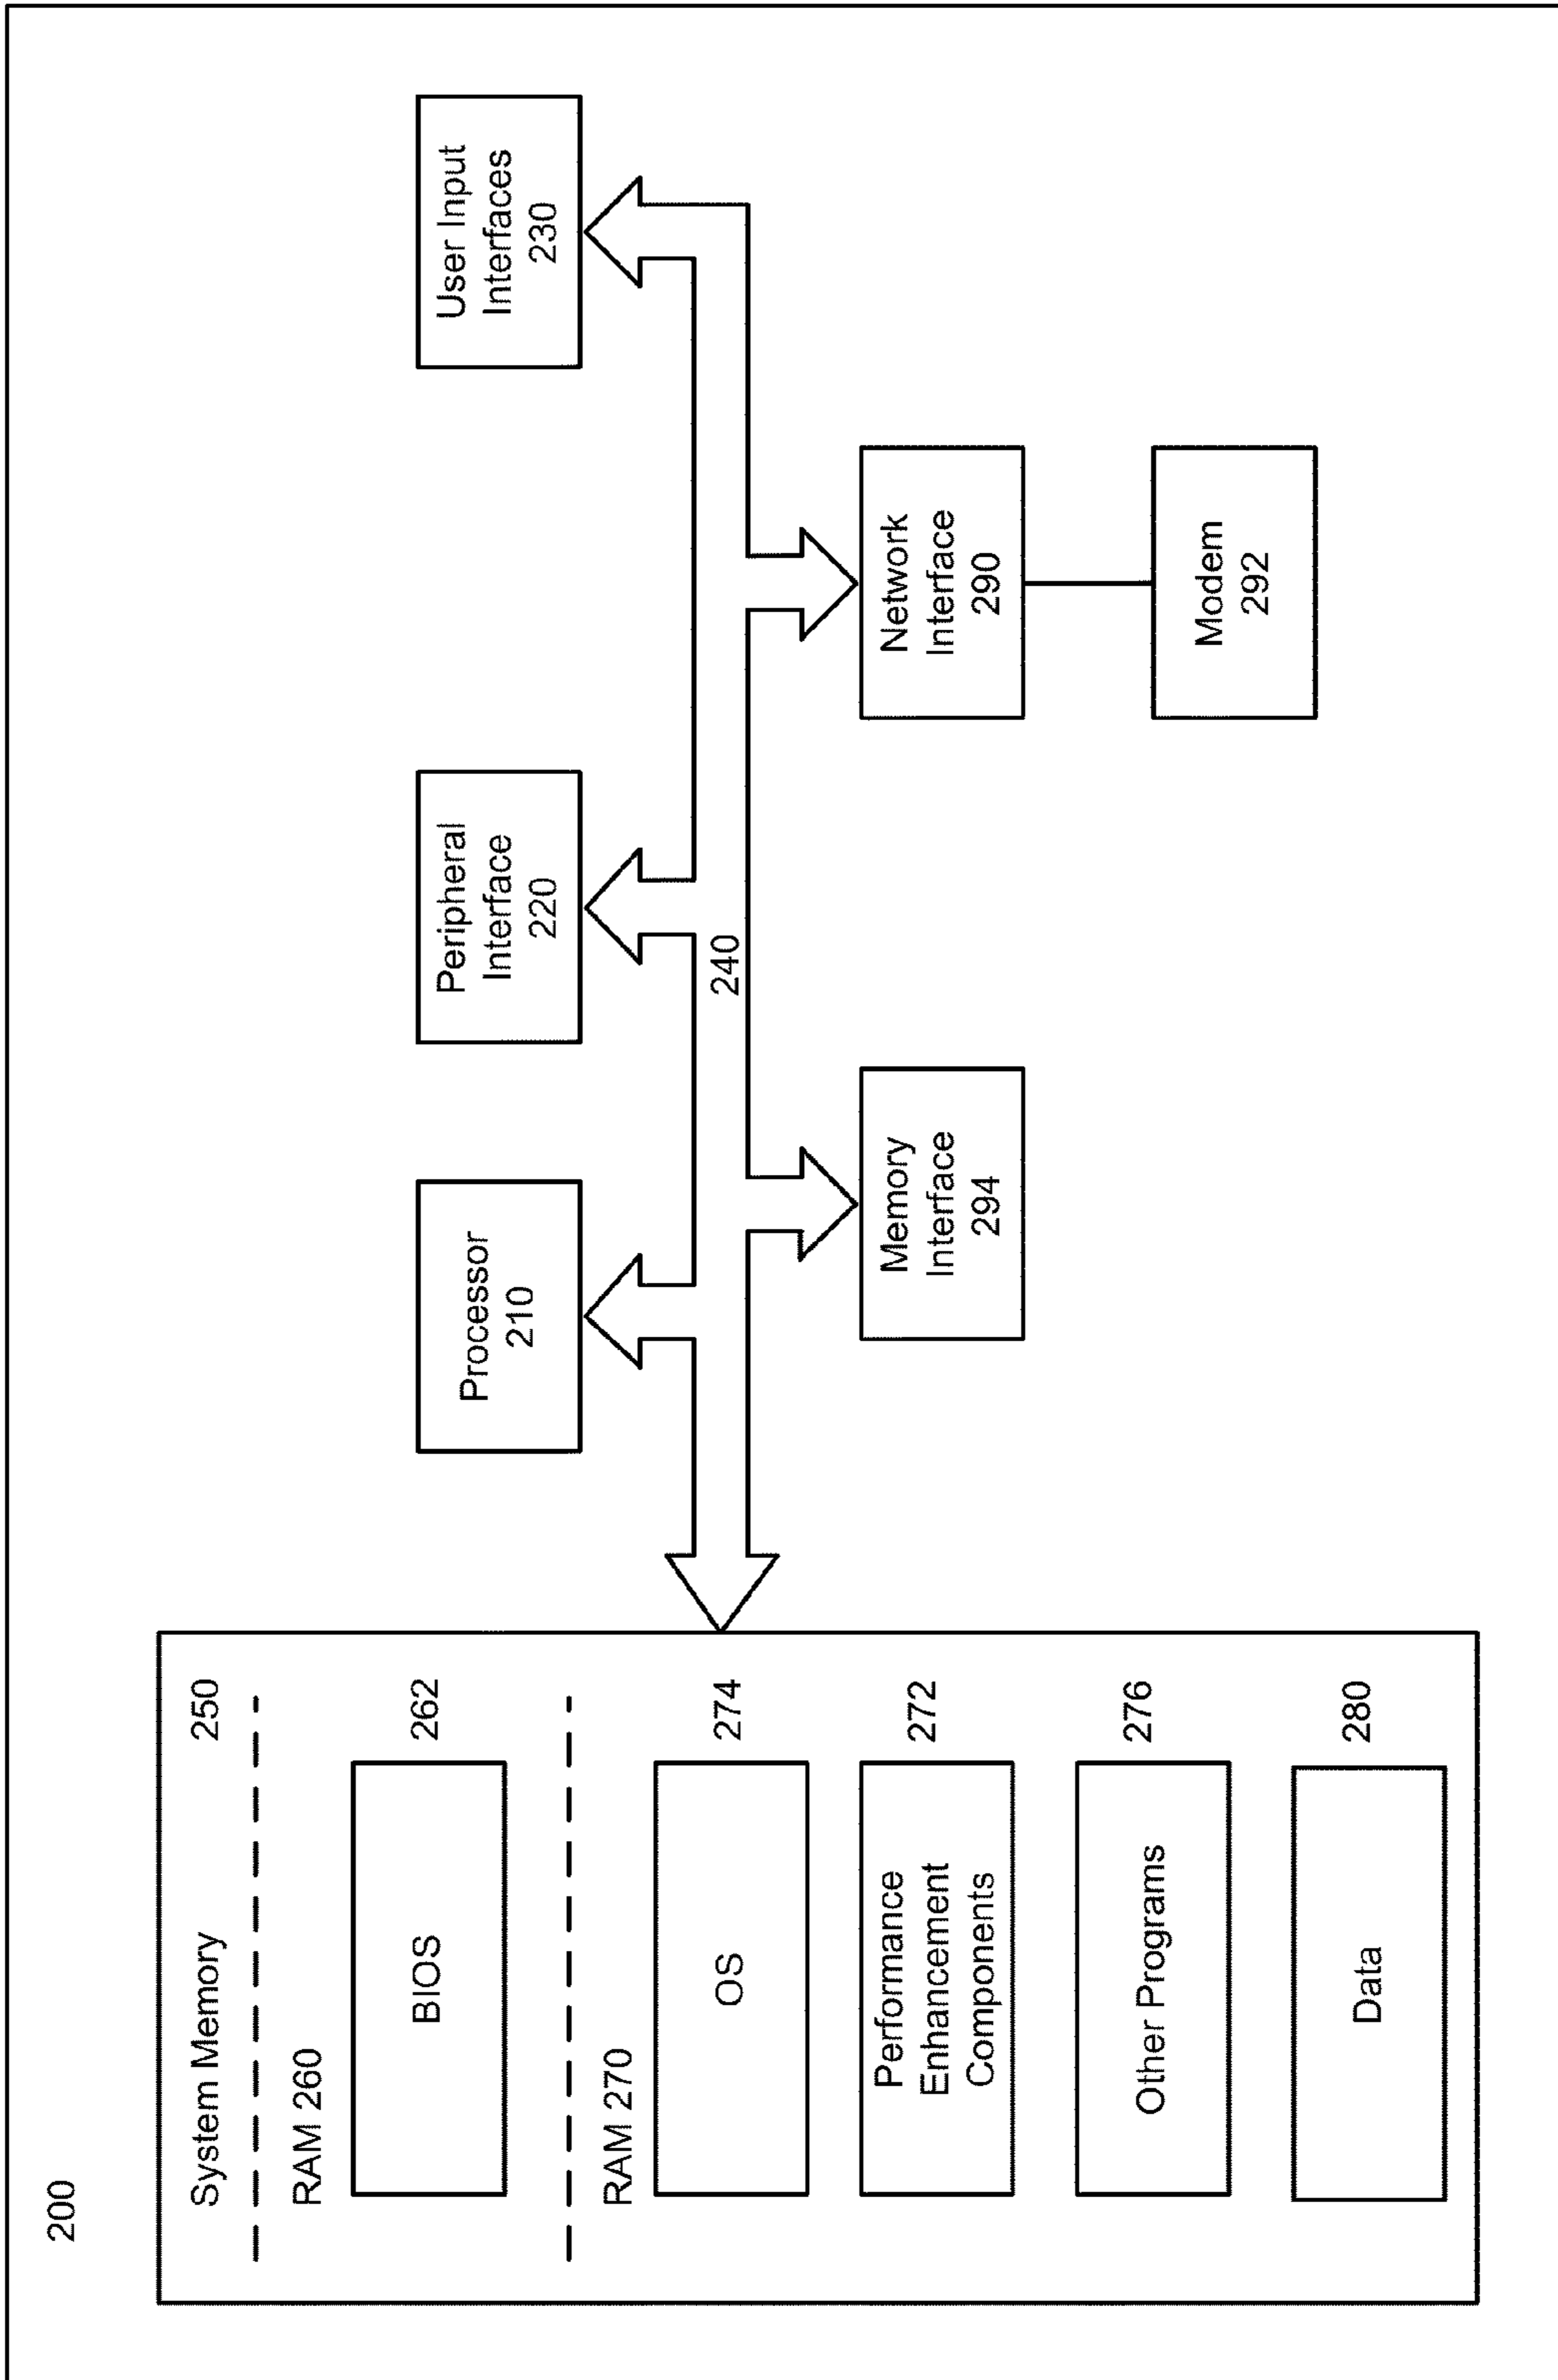 200
System Memory 250
RAM 260
BIOS
262
RAM 270
OS
274
Performance
Enhancement
Components
272
Other Programs
276
Data
280
Processor
210
Peripheral
Interface
220
User Input
Interfaces
230
240
Memory
Interface
294
Network
Interface
290
Modem
292